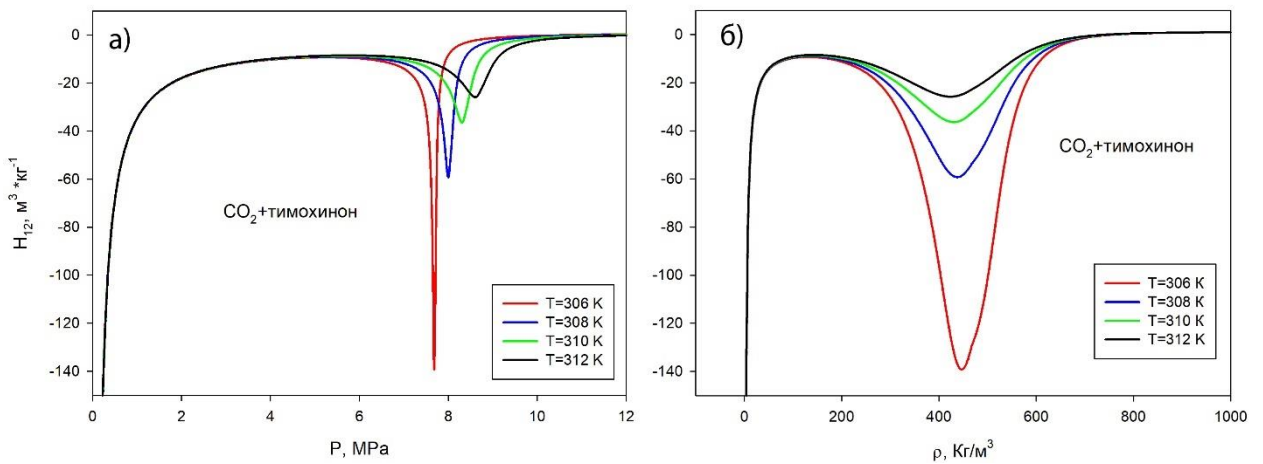 а)
0
-20
-40
-60
-80
-100
-120
-140
H12, м3 *кг-1
CO2+тимохинон
T=306 K
T=308 K
T=310 K
T=312 K
0 2 4 6 8 10 12
P, MPa
б)
0
-20
-40
-60
-80
-100
-120
-140
CO2+тимохинон
T=306 K
T=308 K
T=310 K
T=312 K
0 200 400 600 800 1000
ρ, Кг/м3